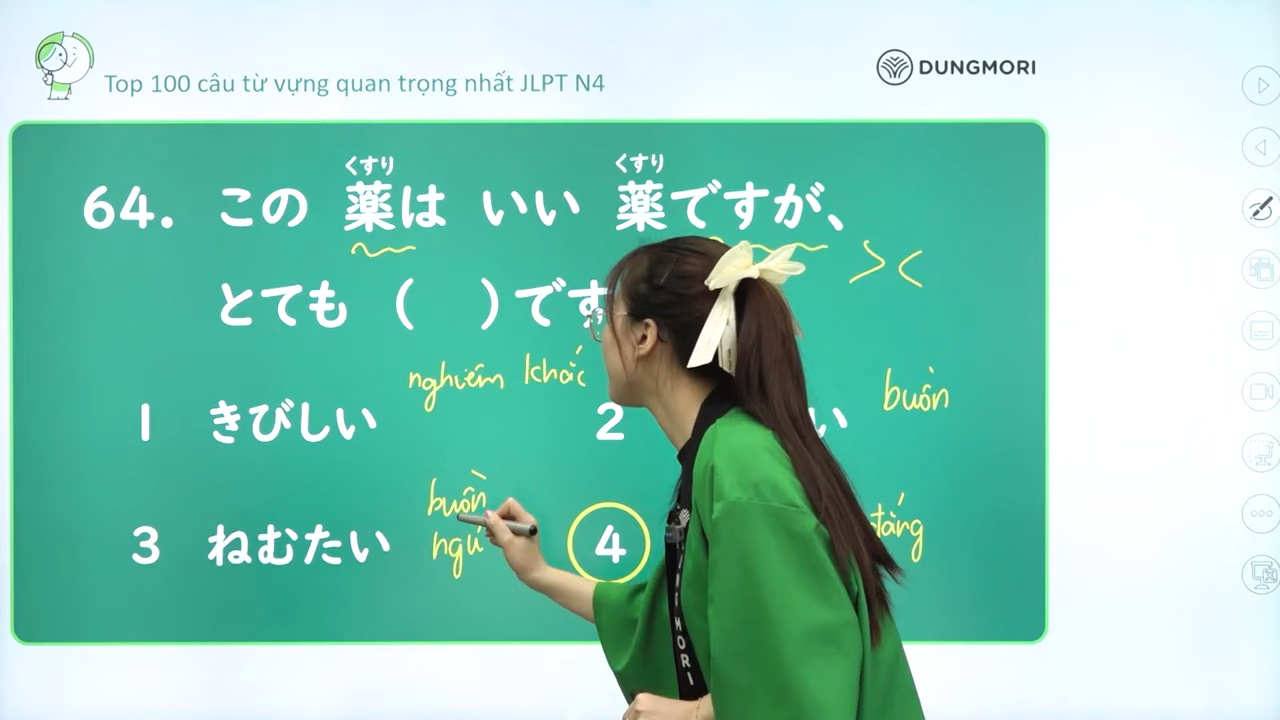 Top 100 câu từ vựng quan trọng nhất JLPT N4
DUNGMORI
くすり くすり
64. この 薬は いい 薬ですが、
とても ( )です
nghiêm khắc
1 きびしい
2 い
buồn
buồn
ngủ
3 ねむたい
4
đắng
MORI